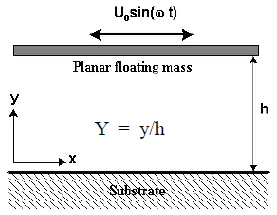 U₀sin(ω t)
Planar floating mass
h
y
Y = y/h
x
Substrate